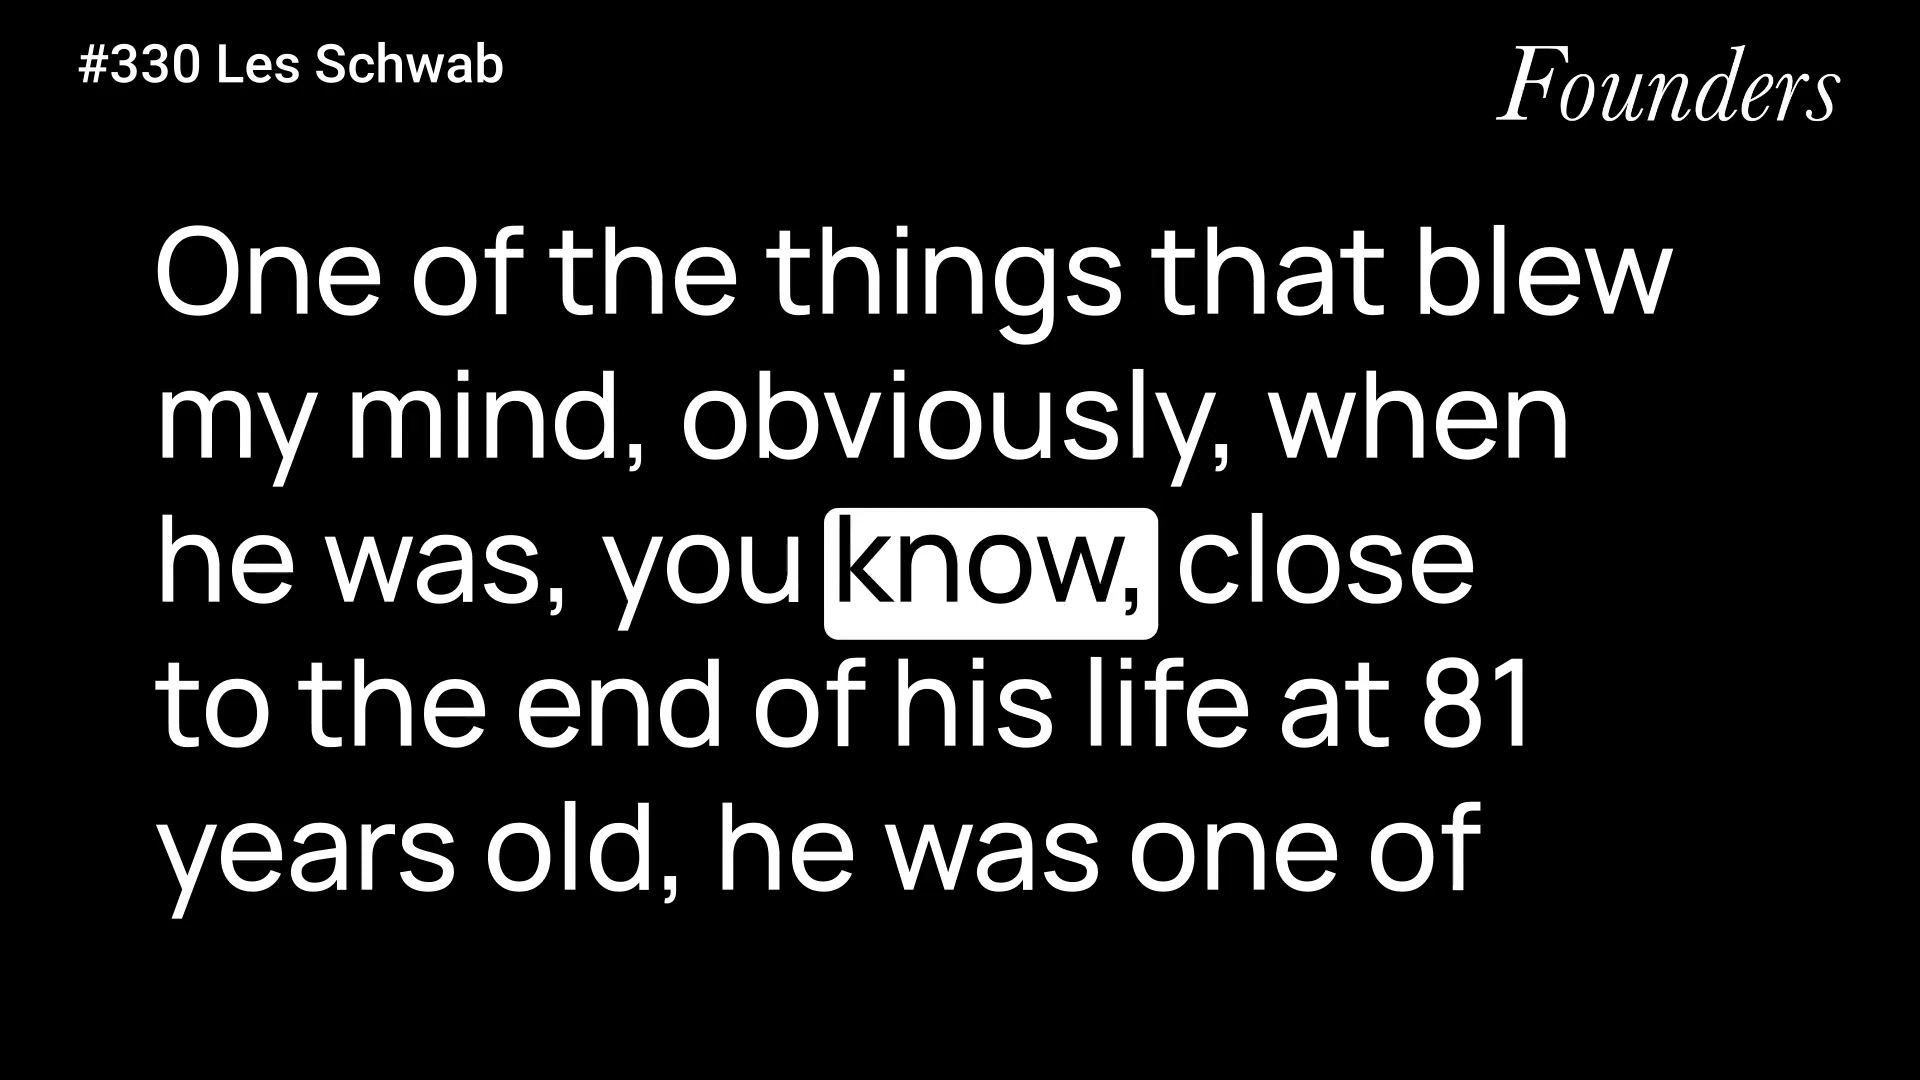 #330 Les Schwab
Founders
One of the things that blew
my mind, obviously, when
he was, you know, close
to the end of his life at 81
years old, he was one of